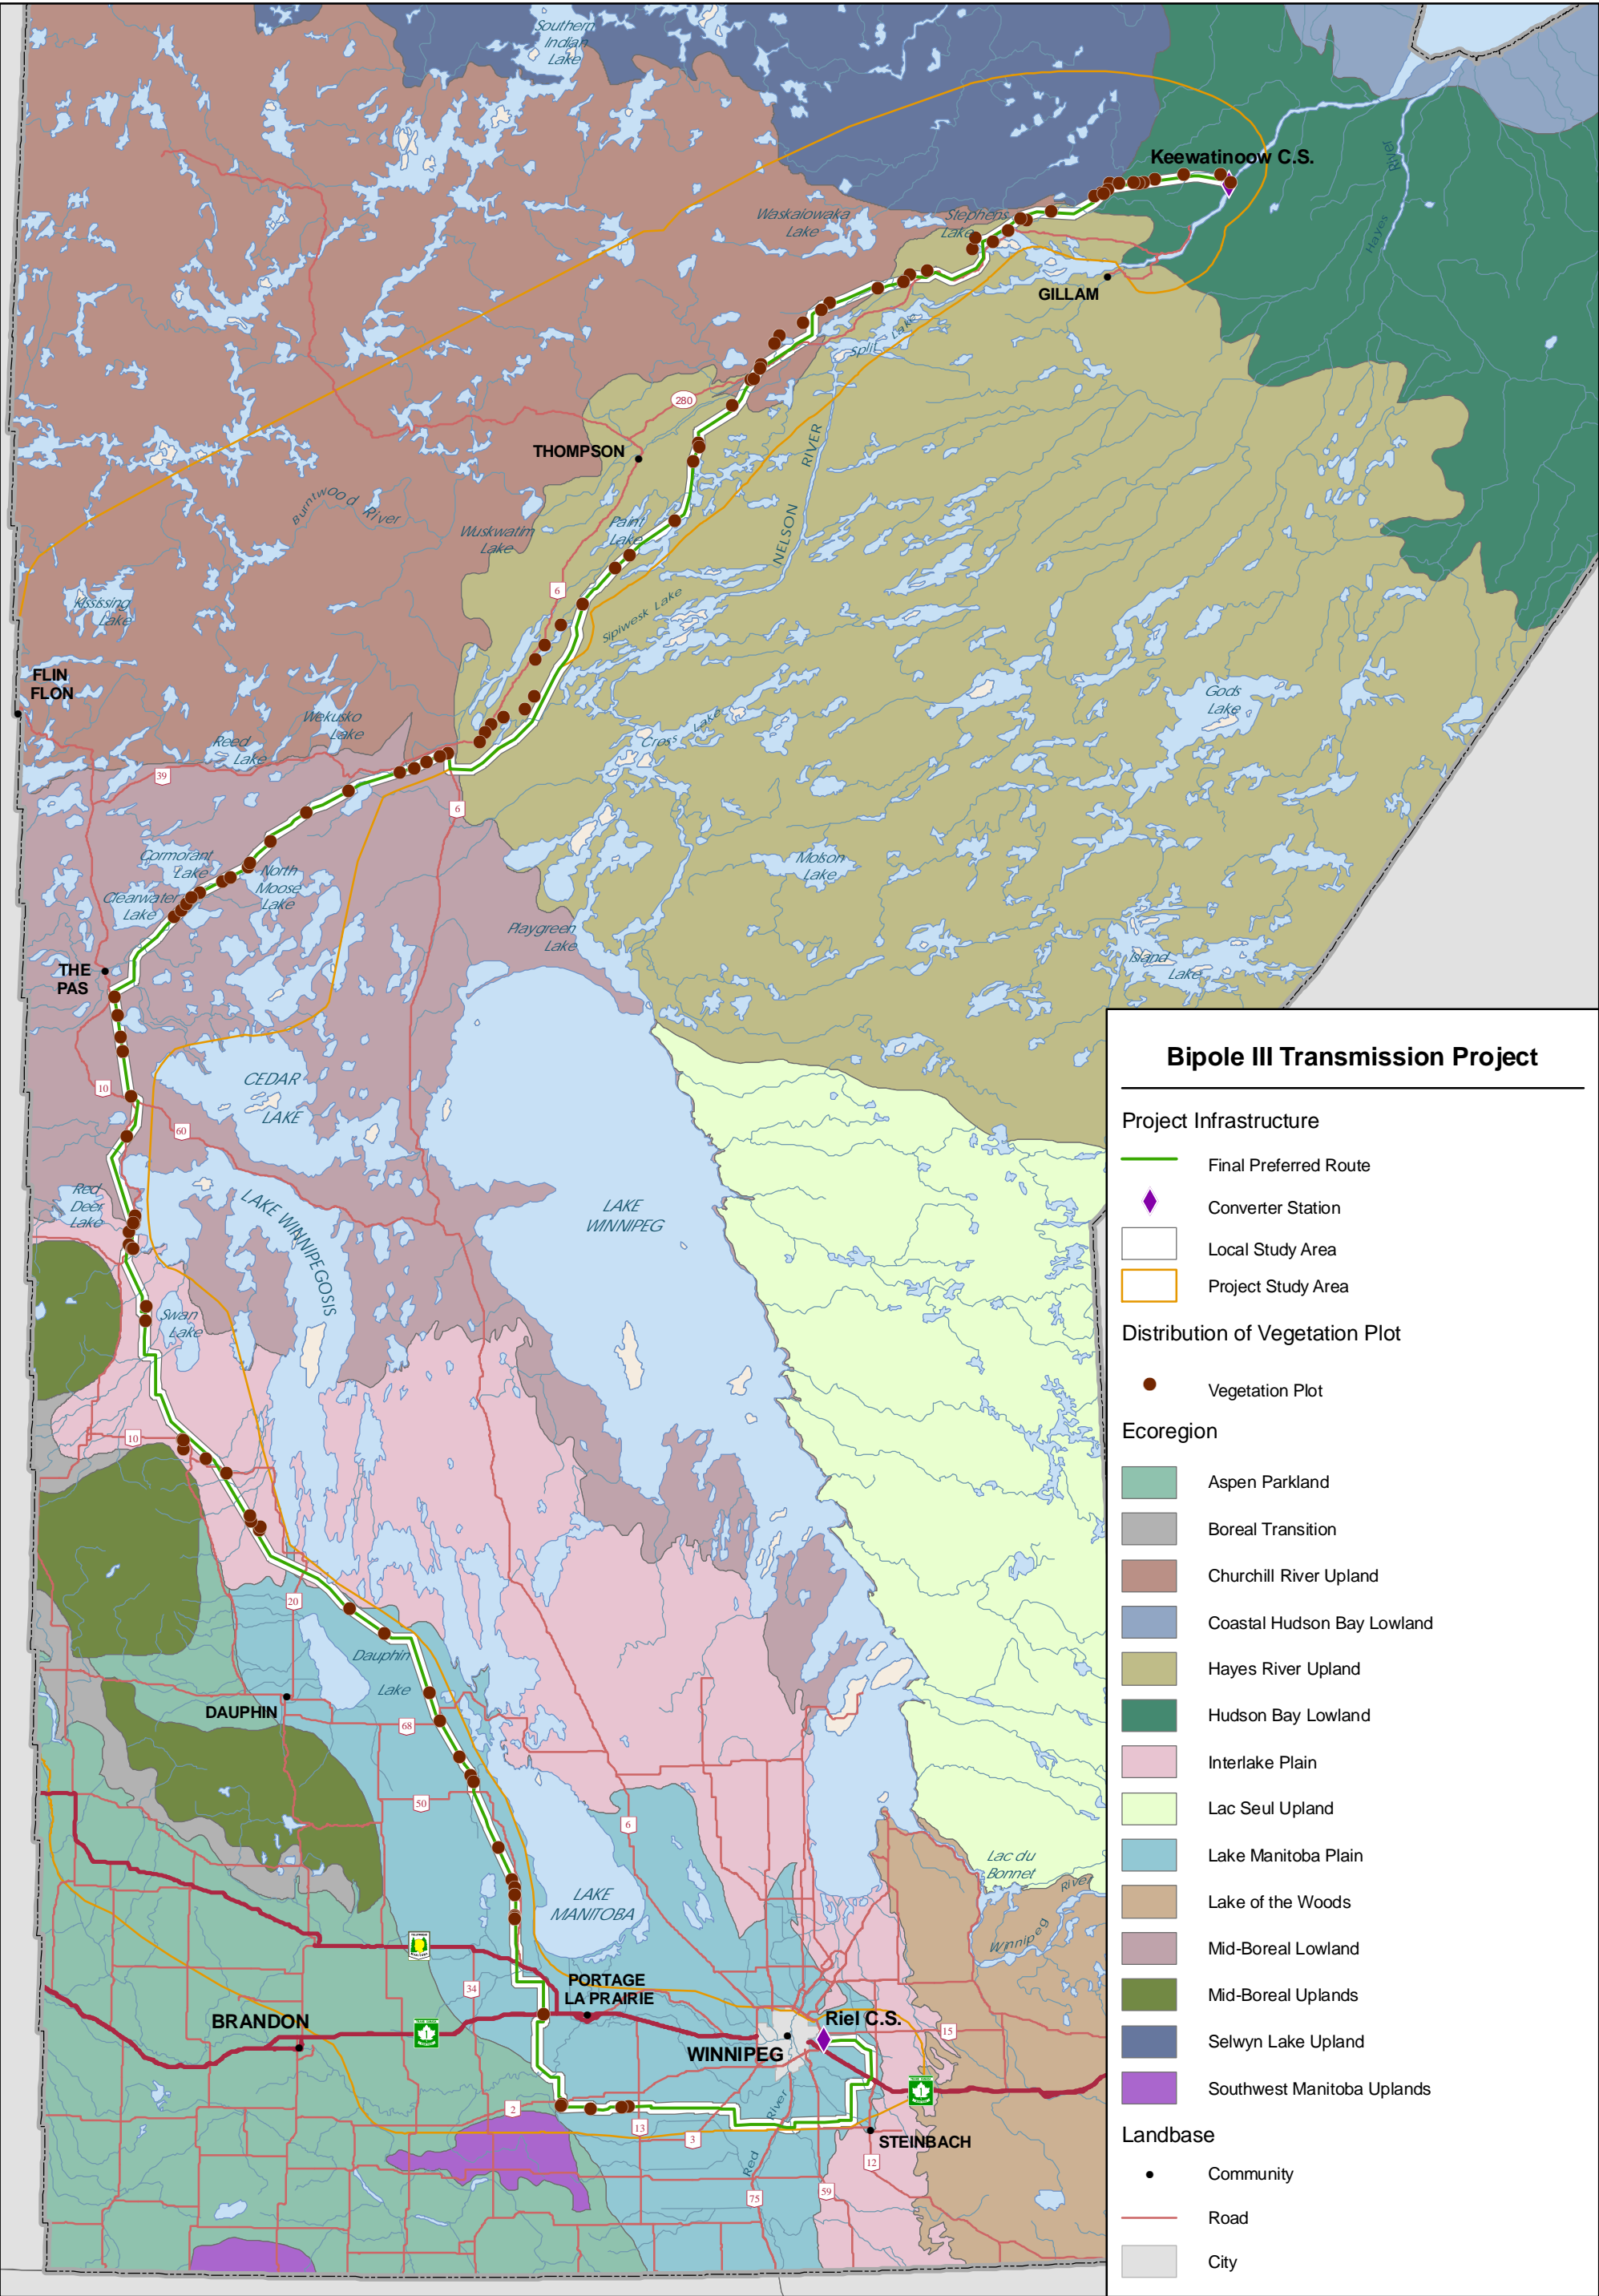 Southern
Indian
Lake
Keewatinoow C.S.
River
Hayes
Waskaiowaka
Lake
Stephens
Lake
GILLAM
Split Lake
280
THOMPSON
RIVER
NELSON
Burntwood River
Wuskwatim
Lake
Paint
Lake
6
Sipiwesk Lake
Kississing
Lake
FLIN
FLON
Wekusko
Lake
Reed
Lake
39
Cross Lake
Gods
Lake
6
Cormorant
Lake
North
Moose
Lake
Clearwater
Lake
Molson
Lake
Playgreen
Lake
Island
Lake
THE
PAS
CEDAR
LAKE
10
60
Red
Deer
Lake
LAKE WINNIPEGOSIS
LAKE
WINNIPEG
Swan
Lake
10
20
Dauphin
Lake
DAUPHIN
68
50
6
Lac du
Bonnet
River
Winnipeg
LAKE
MANITOBA
34
PORTAGE
LA PRAIRIE
BRANDON
1
Riel C.S.
WINNIPEG
15
1
River
Red
2
13
3
STEINBACH
12
75
59
Bipole III Transmission Project
Project Infrastructure
Final Preferred Route
Converter Station
Local Study Area
Project Study Area
Distribution of Vegetation Plot
Vegetation Plot
Ecoregion
Aspen Parkland
Boreal Transition
Churchill River Upland
Coastal Hudson Bay Lowland
Hayes River Upland
Hudson Bay Lowland
Interlake Plain
Lac Seul Upland
Lake Manitoba Plain
Lake of the Woods
Mid-Boreal Lowland
Mid-Boreal Uplands
Selwyn Lake Upland
Southwest Manitoba Uplands
Landbase
Community
Road
City